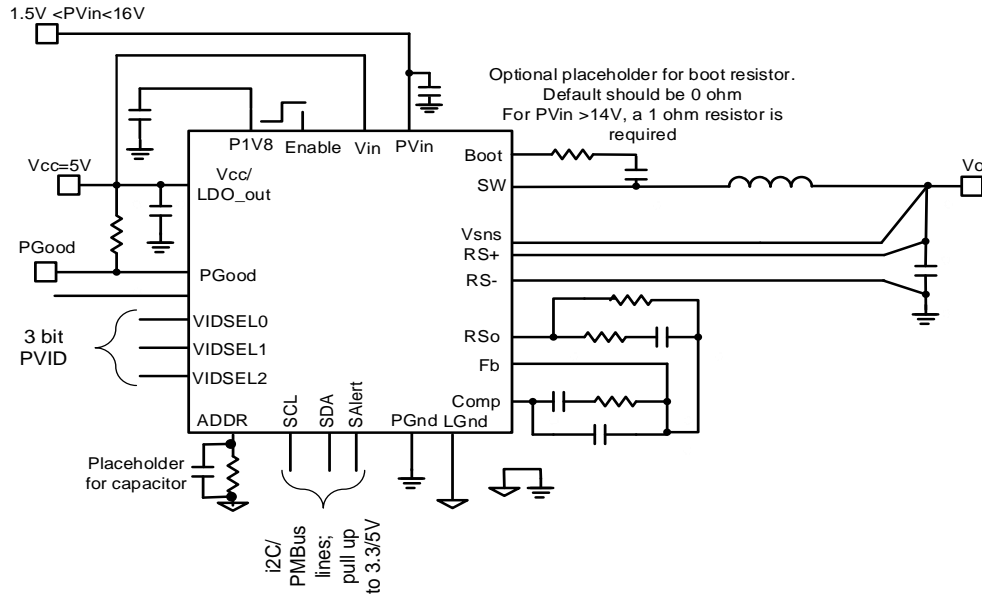 1.5V <PVin<16V
Optional placeholder for boot resistor.
Default should be 0 ohm
For PVin >14V, a 1 ohm resistor is
required
P1V8
Enable
Vin
PVin
Boot
Vcc=5V
Vcc/
LDO_out
SW
Vo
Vsns
PGood
RS+
PGood
RS-
VIDSEL0
3 bit
PVID
VIDSEL1
VIDSEL2
RSo
Fb
Comp
ADDR
SCL
SDA
SAlert
PGnd
LGnd
Placeholder
for capacitor
i2C/
PMBus
lines;
pull up
to 3.3/5V